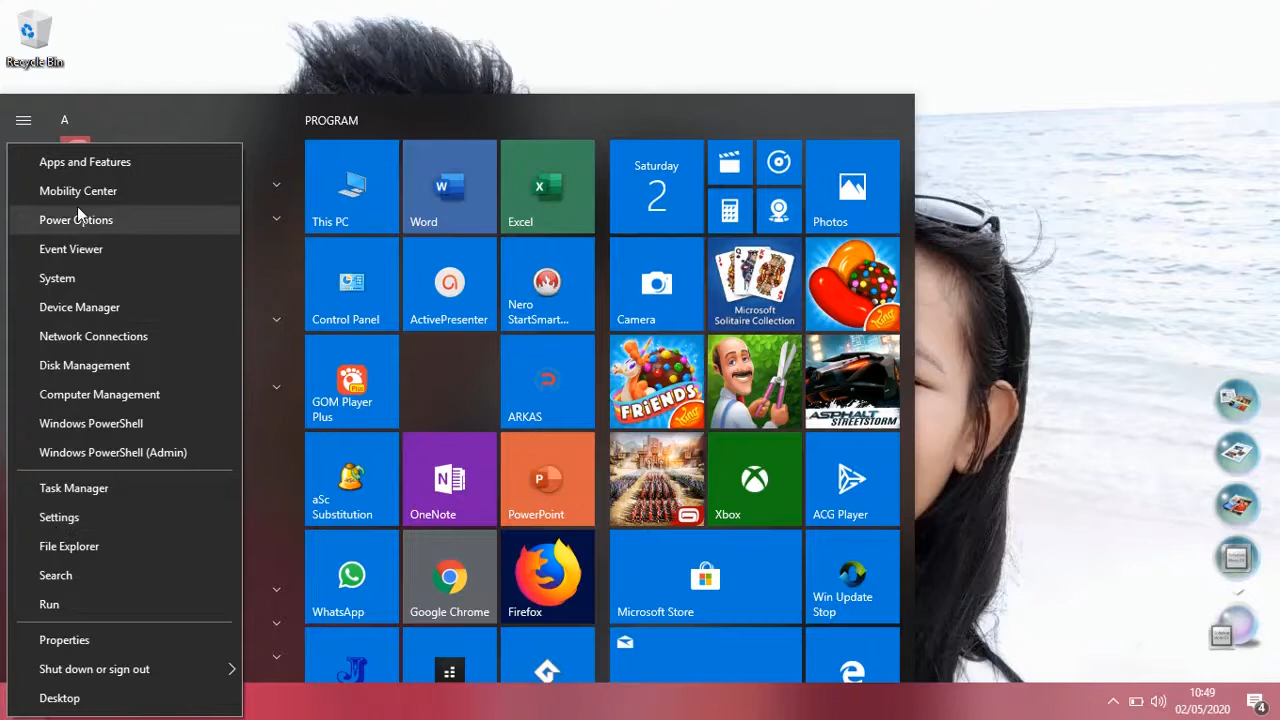 Recycle Bin
A
Apps and Features
Mobility Center
Power Options
Event Viewer
System
Device Manager
Network Connections
Disk Management
Computer Management
Windows PowerShell
Windows PowerShell (Admin)
Task Manager
Settings
File Explorer
Search
Run
Properties
Shut down or sign out
Desktop
PROGRAM
This PC
Word
Excel
Saturday
2
Photos
Control Panel
ActivePresenter
Nero
StartSmart...
Camera
Microsoft
Solitaire Collection
King
GOM Player
Plus
ARKAS
FRIENDS
King
ASPHALT
STREETSTORM
aSc
Substitution
OneNote
PowerPoint
Xbox
ACG Player
WhatsApp
Google Chrome
Firefox
Microsoft Store
Win Update
Stop
10:49
02/05/2020
4